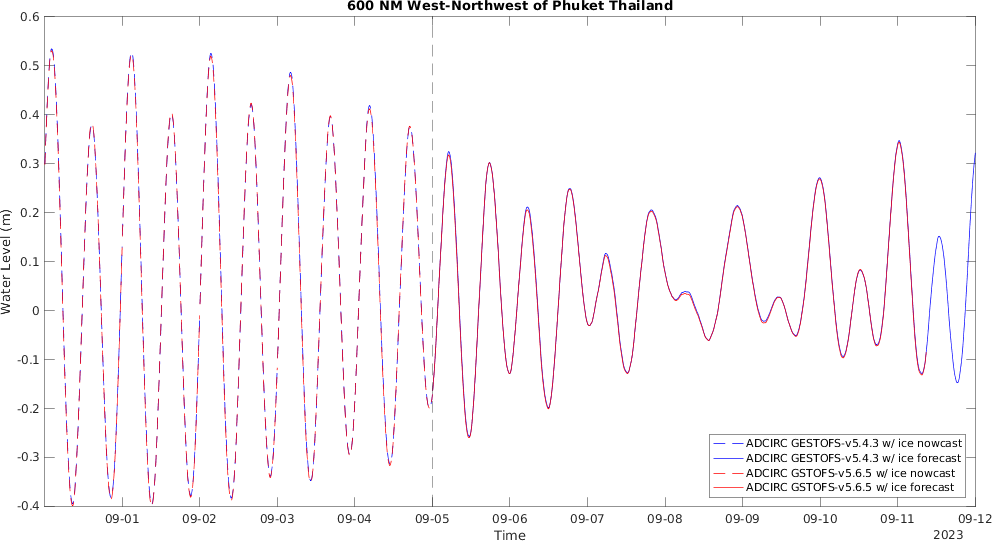 600 NM West-Northwest of Phuket Thailand
0.6
0.5
0.4
0.3
0.2
0.1
0
-0.1
-0.2
-0.3
-0.4
Water Level (m)
ADCIRC GESTOFS-v5.4.3 w/ ice nowcast
ADCIRC GESTOFS-v5.4.3 w/ ice forecast
ADCIRC GSTOFS-v5.6.5 w/ ice nowcast
ADCIRC GSTOFS-v5.6.5 w/ ice forecast
09-01 09-02 09-03 09-04 09-05 09-06 09-07 09-08 09-09 09-10 09-11 09-12
Time
2023